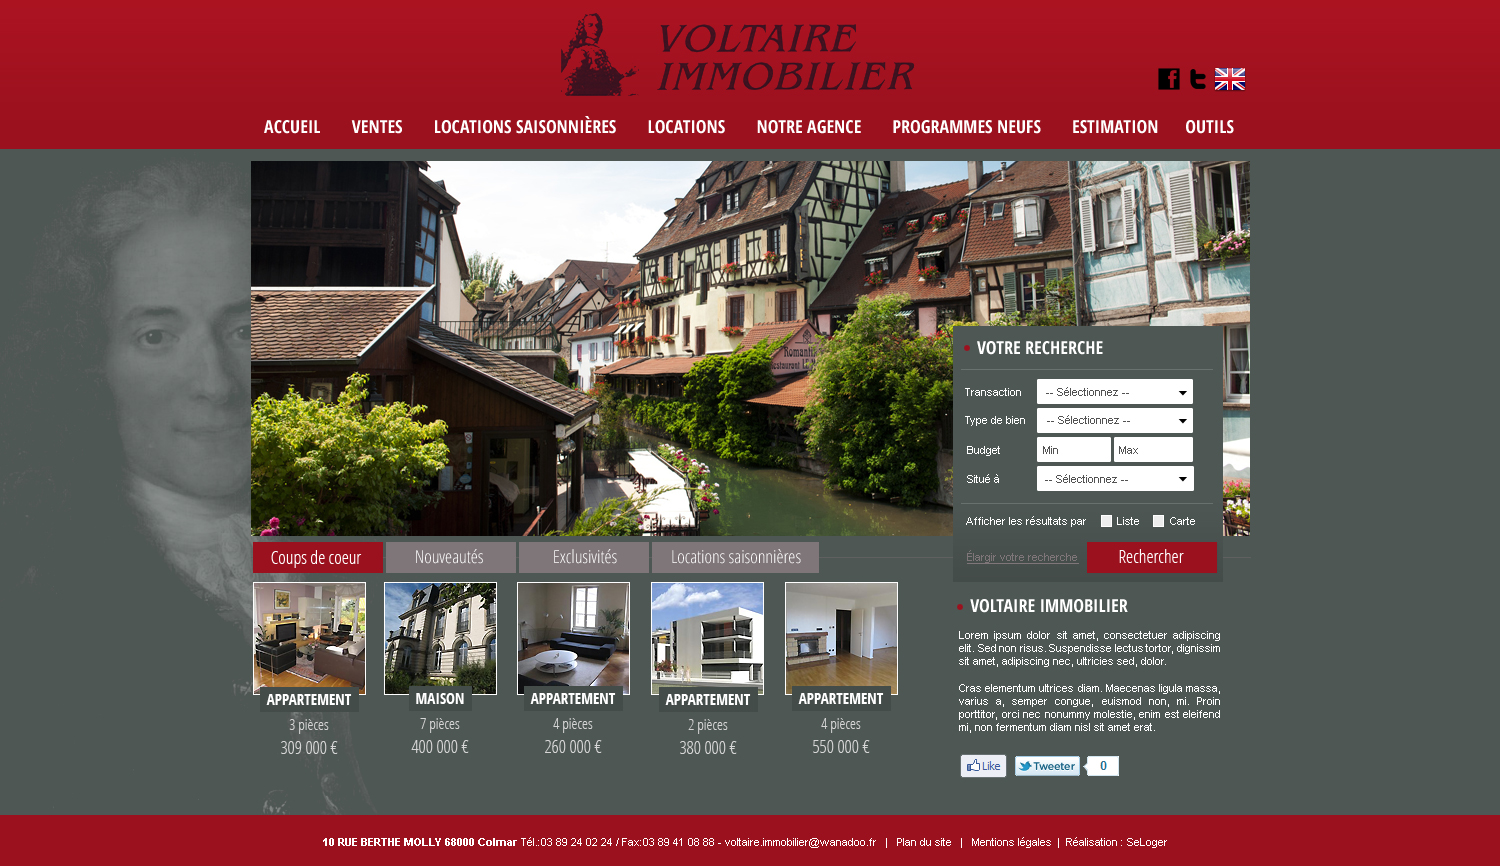 VOLTAIRE
IMMOBILIER
ACCUEIL VENTES LOCATIONS SAISONNIÈRES LOCATIONS NOTRE AGENCE PROGRAMMES NEUFS ESTIMATION OUTILS
Romantik
Restaurant
VOTRE RECHERCHE
Transaction -- Sélectionnez --
Type de bien -- Sélectionnez --
Budget Min Max
Situé à -- Sélectionnez --
Afficher les résultats par Liste Carte
Élargir votre recherche Rechercher
Coups de coeur Nouveautés Exclusivités Locations saisonnières
APPARTEMENT MAISON APPARTEMENT APPARTEMENT APPARTEMENT
3 pièces 7 pièces 4 pièces 2 pièces 4 pièces
309 000 € 400 000 € 260 000 € 380 000 € 550 000 €
VOLTAIRE IMMOBILIER
Lorem ipsum dolor sit amet, consectetuer adipiscing
elit. Sed non risus. Suspendisse lectus tortor, dignissim
sit amet, adipiscing nec, ultricies sed, dolor.
Cras elementum ultrices diam. Maecenas ligula massa,
varius a, semper congue, euismod non, mi. Proin
porttitor, orci nec nonummy molestie, enim est eleifend
mi, non fermentum diam nisl sit amet erat.
Like Tweeter 0
10 RUE BERTHE MOLLY 68000 Colmar Tél.:03 89 24 02 24 / Fax:03 89 41 08 88 - voltaire.immobilier@wanadoo.fr | Plan du site | Mentions légales | Réalisation : SeLoger